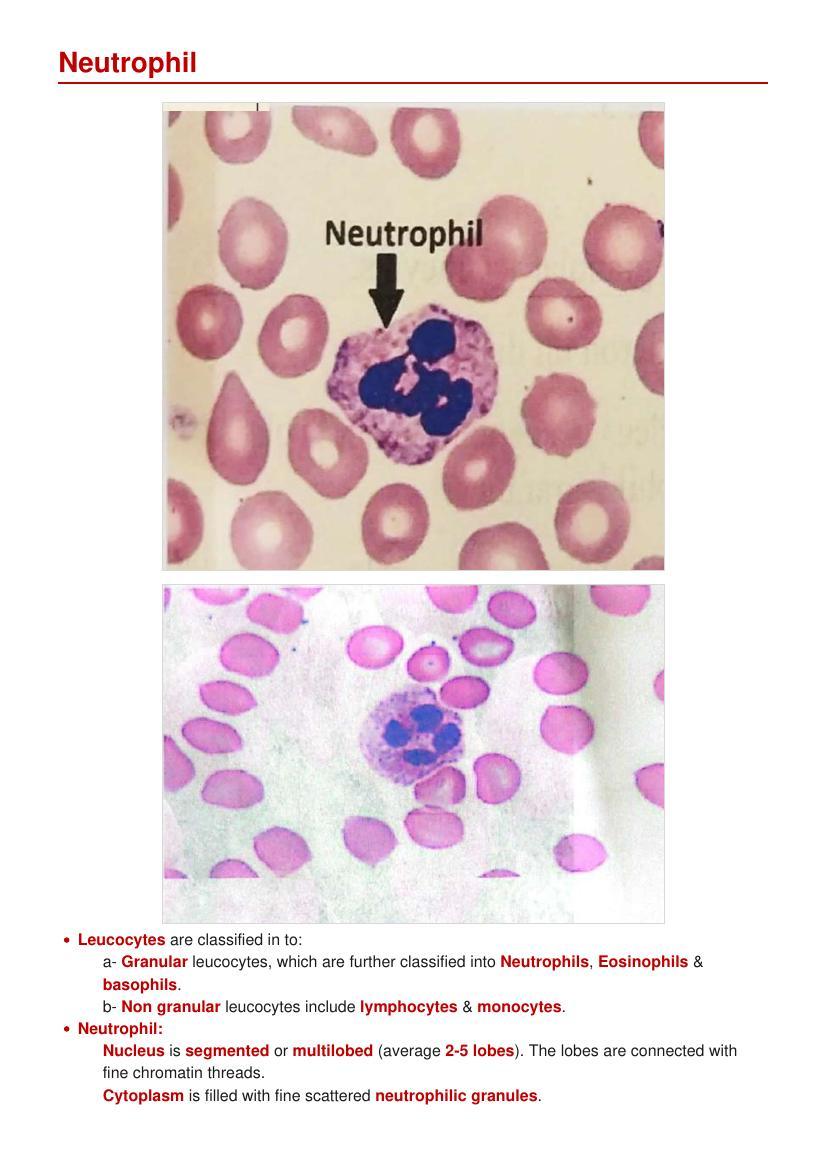 Neutrophil
Neutrophil
• Leucocytes are classified in to:
a- Granular leucocytes, which are further classified into Neutrophils, Eosinophils &
basophils.
b- Non granular leucocytes include lymphocytes & monocytes.
• Neutrophil:
Nucleus is segmented or multilobed (average 2-5 lobes). The lobes are connected with
fine chromatin threads.
Cytoplasm is filled with fine scattered neutrophilic granules.